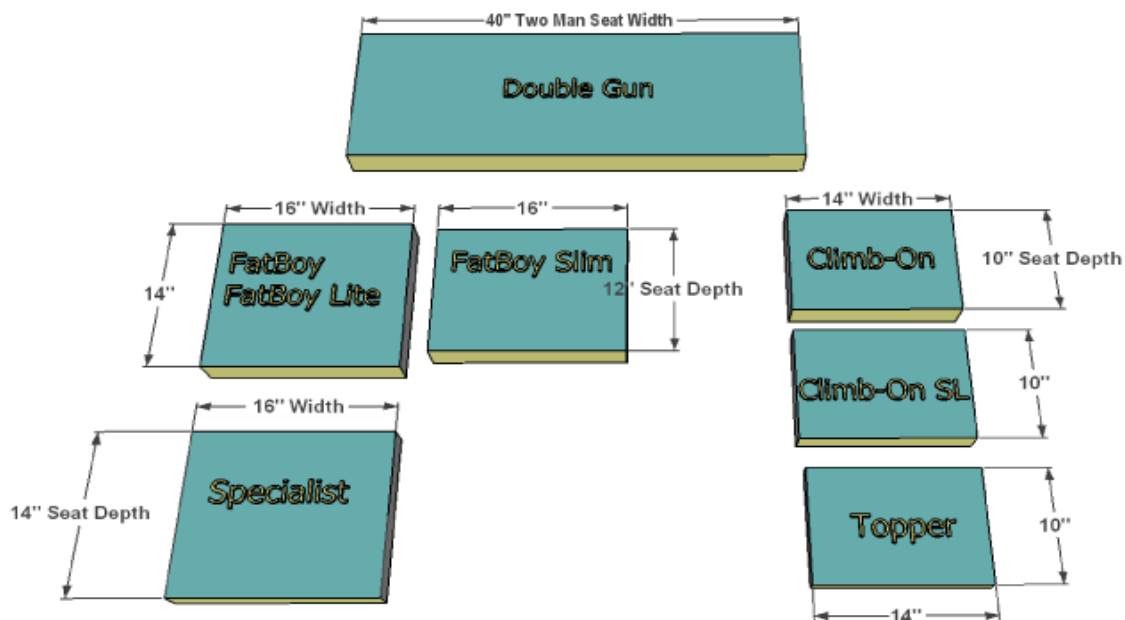 40" Two Man Seat Width
Double Gun
16" Width
16"
14" Width
FatBoy
FatBoy Lite
14"
FatBoy Slim
12" Seat Depth
Climb-On
10" Seat Depth
Climb-On SL
10"
16" Width
Specialist
14" Seat Depth
Topper
10"
14"